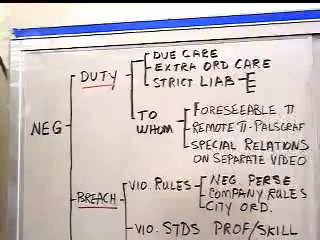 DUE CARE
EXTRA ORD CARE
DUTY
STRICT LIAB
TO
WHOM
FORESEEABLE π
REMOTE π-PALSGRAF
SPECIAL RELATIONS
ON SEPARATE VIDEO
NEG
BREACH
VIO. RULES
NEG PERSE
COMPANY RULES
CITY ORD.
VIO. STDS PROF/SKILL